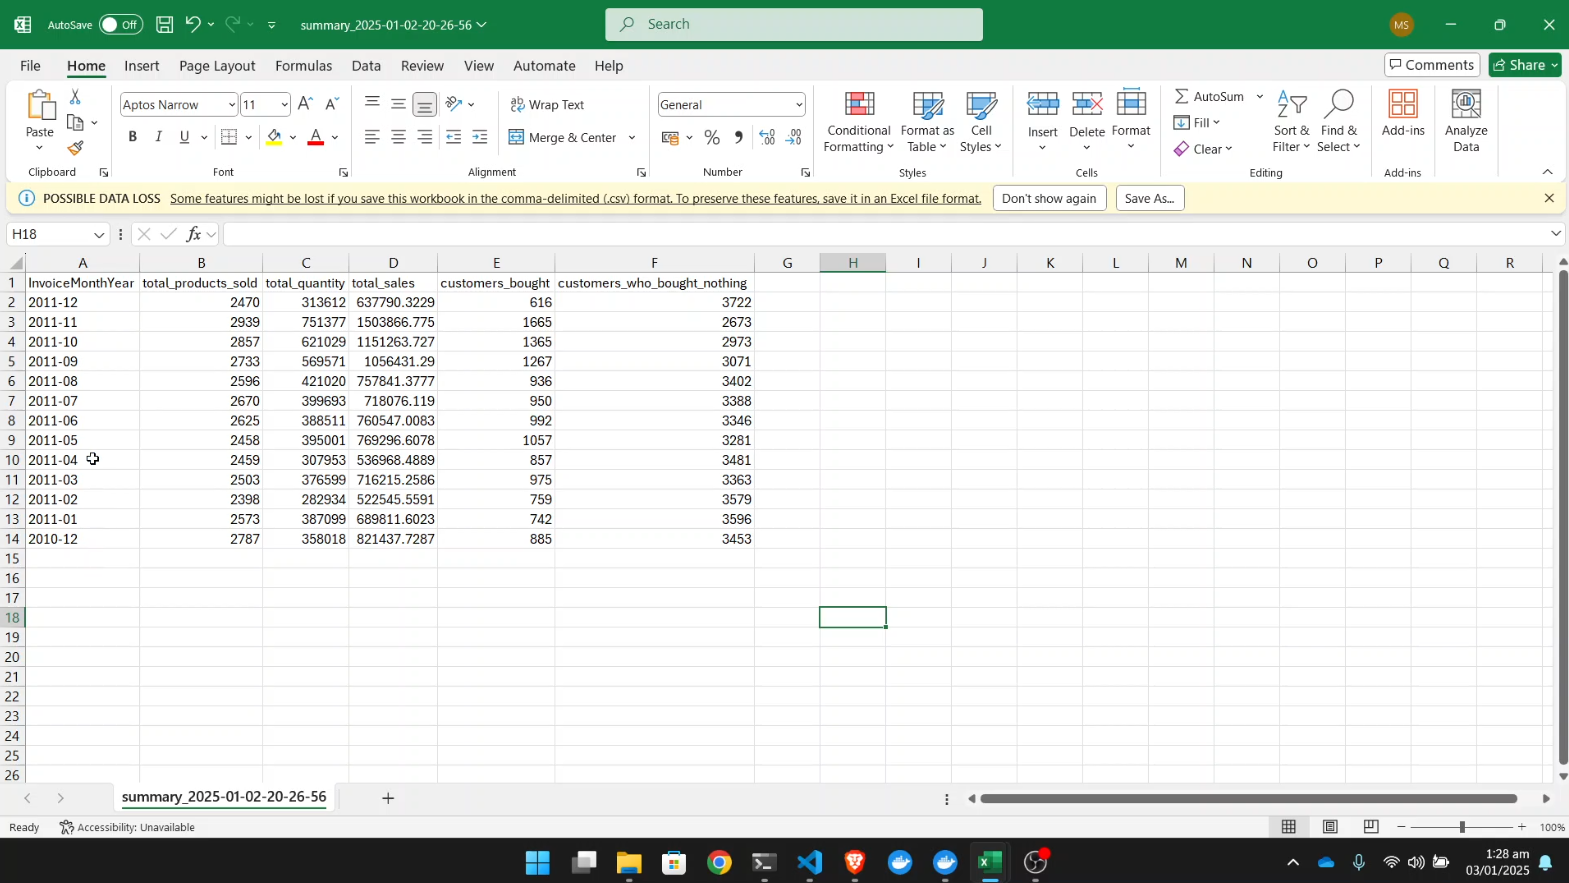 AutoSave Off summary_2025-01-02-20-26-56 Search MS
File Home Insert Page Layout Formulas Data Review View Automate Help Comments Share
Paste Aptos Narrow 11 Wrap Text General Conditional Formatting Format as Table Cell Styles Insert Delete Format AutoSum Sort & Filter Find & Select Add-ins Analyze Data
B I U Merge & Center % Fill
Clear
Clipboard Font Alignment Number Styles Cells Editing Add-ins
POSSIBLE DATA LOSS Some features might be lost if you save this workbook in the comma-delimited (.csv) format. To preserve these features, save it in an Excel file format. Don't show again Save As...
H18 fx
A B C D E F G H I J K L M N O P Q R
1 InvoiceMonthYear total_products_sold total_quantity total_sales customers_bought customers_who_bought_nothing
2 2011-12 2470 313612 637790.3229 616 3722
3 2011-11 2939 751377 1503866.775 1665 2673
4 2011-10 2857 621029 1151263.727 1365 2973
5 2011-09 2733 569571 1056431.29 1267 3071
6 2011-08 2596 421020 757841.3777 936 3402
7 2011-07 2670 399693 718076.119 950 3388
8 2011-06 2625 388511 760547.0083 992 3346
9 2011-05 2458 395001 769296.6078 1057 3281
10 2011-04 2459 307953 536968.4889 857 3481
11 2011-03 2503 376599 716215.2586 975 3363
12 2011-02 2398 282934 522545.5591 759 3579
13 2011-01 2573 387099 689811.6023 742 3596
14 2010-12 2787 358018 821437.7287 885 3453
15
16
17
18
19
20
21
22
23
24
25
26
summary_2025-01-02-20-26-56
Ready Accessibility: Unavailable 100%
1:28 am
03/01/2025